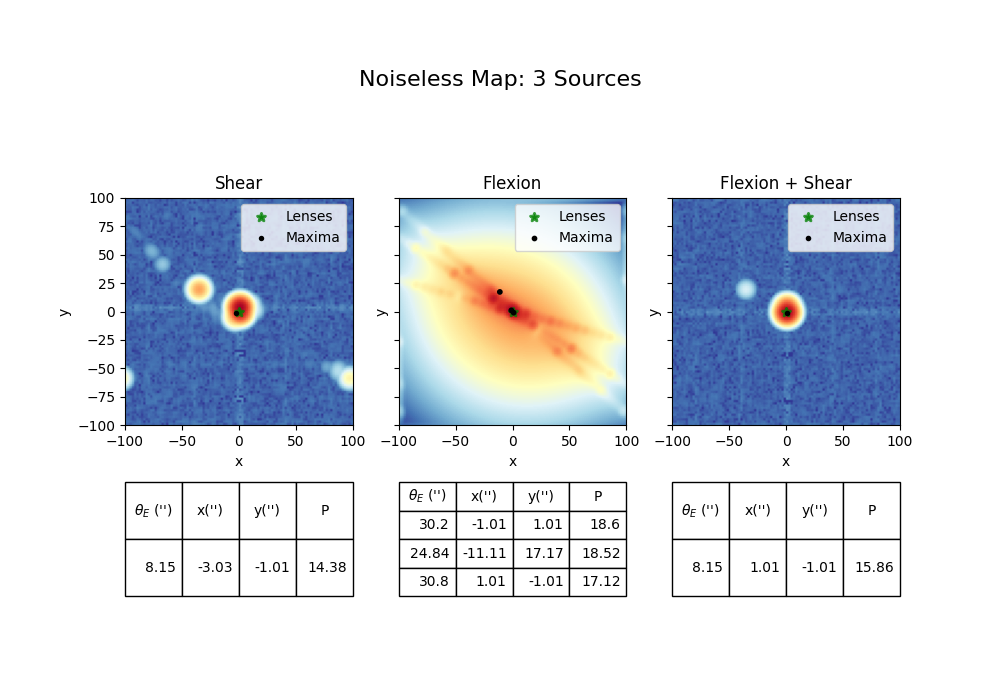 Noiseless Map: 3 Sources
Shear
Flexion
Flexion + Shear
Lenses
Maxima
Lenses
Maxima
Lenses
Maxima
100
75
50
25
0
−25
−50
−75
−100
y
y
y
−100 −50 0 50 100
−100 −50 0 50 100
−100 −50 0 50 100
x
x
x
θE ('') x('') y('') P
8.15 -3.03 -1.01 14.38
θE ('') x('') y('') P
30.2 -1.01 1.01 18.6
24.84 -11.11 17.17 18.52
30.8 1.01 -1.01 17.12
θE ('') x('') y('') P
8.15 1.01 -1.01 15.86